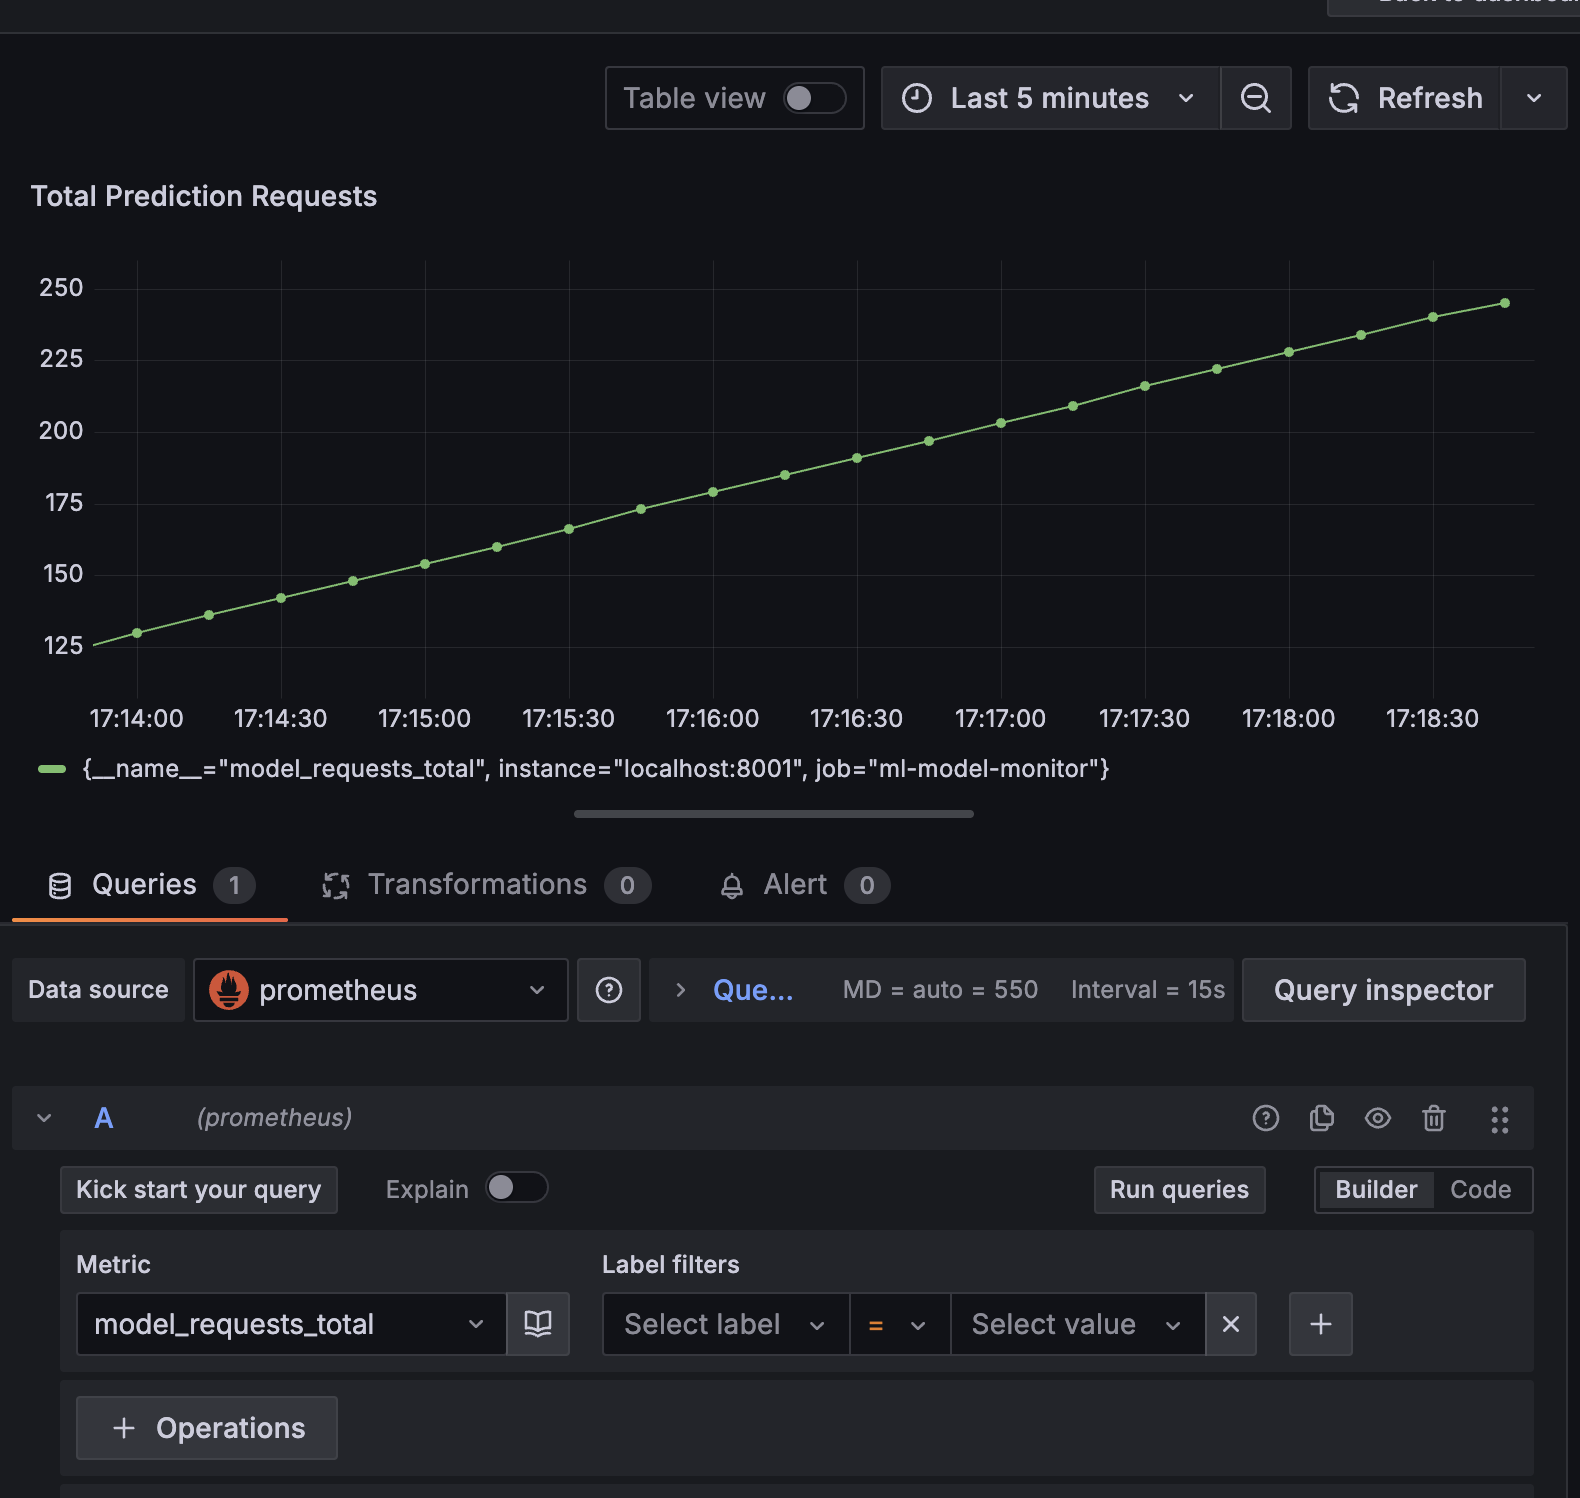 Table view
Last 5 minutes
Refresh
Total Prediction Requests
250
225
200
175
150
125
17:14:00 17:14:30 17:15:00 17:15:30 17:16:00 17:16:30 17:17:00 17:17:30 17:18:00 17:18:30
{__name__="model_requests_total", instance="localhost:8001", job="ml-model-monitor"}
Queries 1 Transformations 0 Alert 0
Data source prometheus Que... MD = auto = 550 Interval = 15s Query inspector
A (prometheus)
Kick start your query Explain Run queries Builder Code
Metric Label filters
model_requests_total Select label = Select value
+ Operations